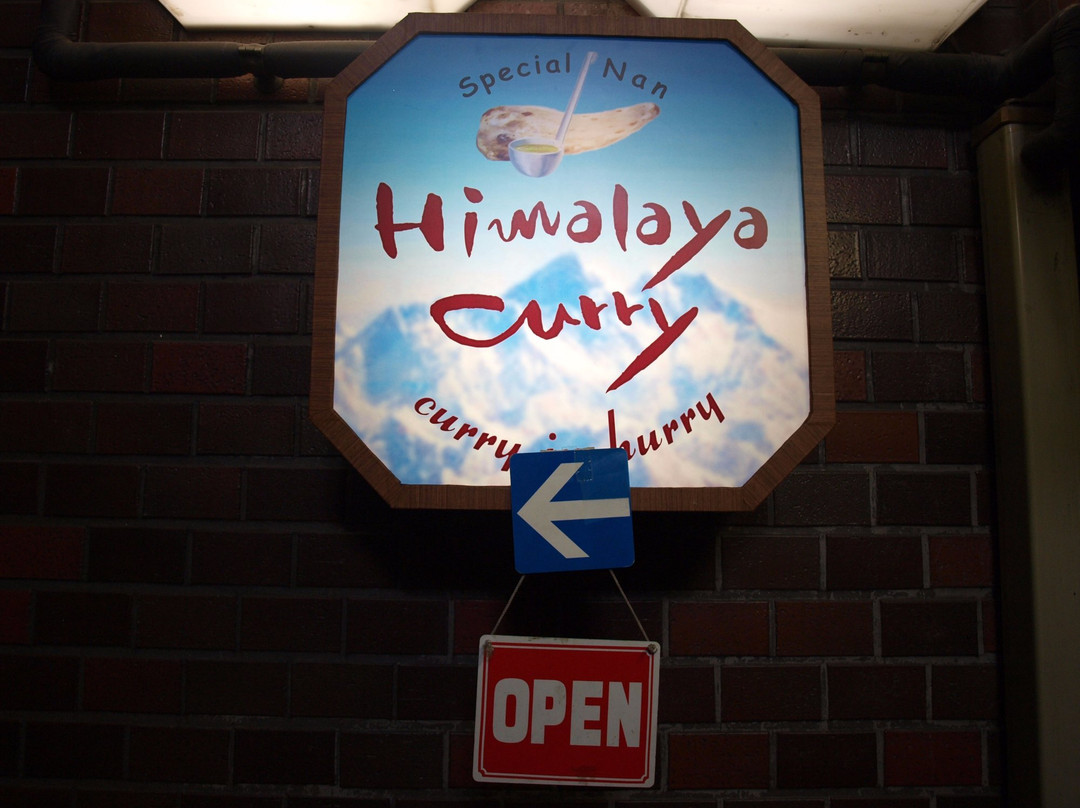 Special Nan
Himalaya
curry
curry in hurry
OPEN